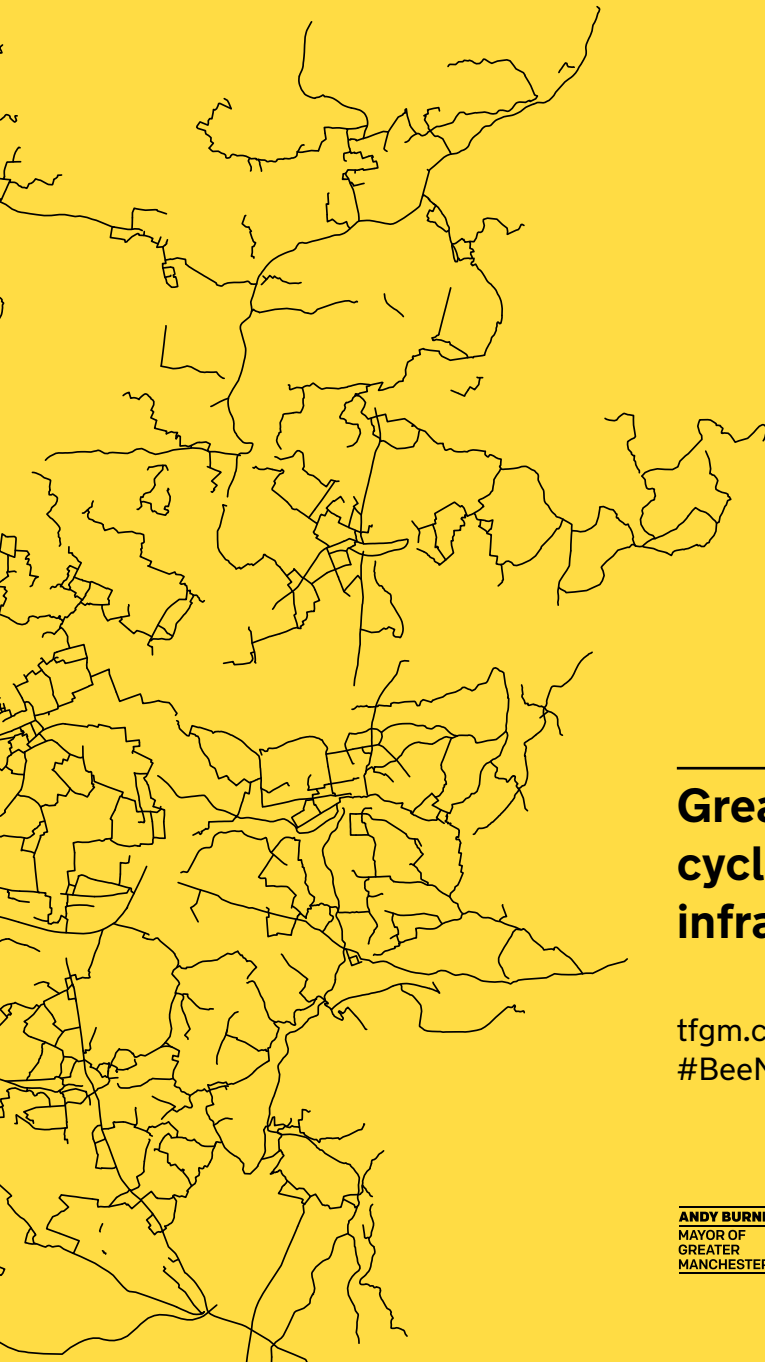 Grea
cycl
infra
tfgm.c
#BeeN
ANDY BURN
MAYOR OF
GREATER
MANCHESTER